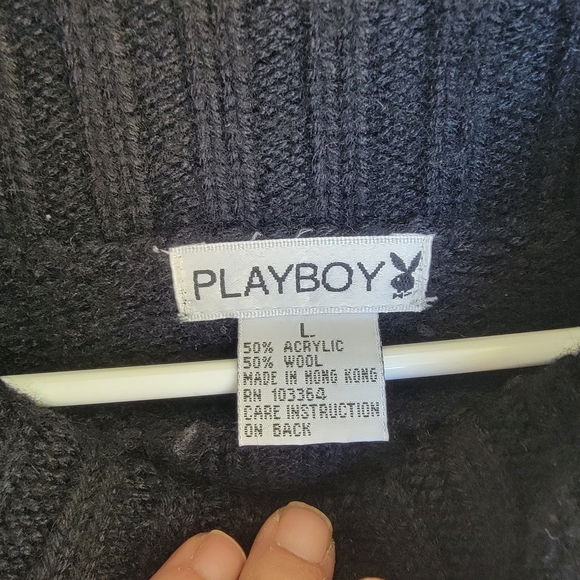 PLAYBOY
L
50% ACRYLIC
50% WOOL
MADE IN HONG KONG
RN 103364
CARE INSTRUCTION
ON BACK